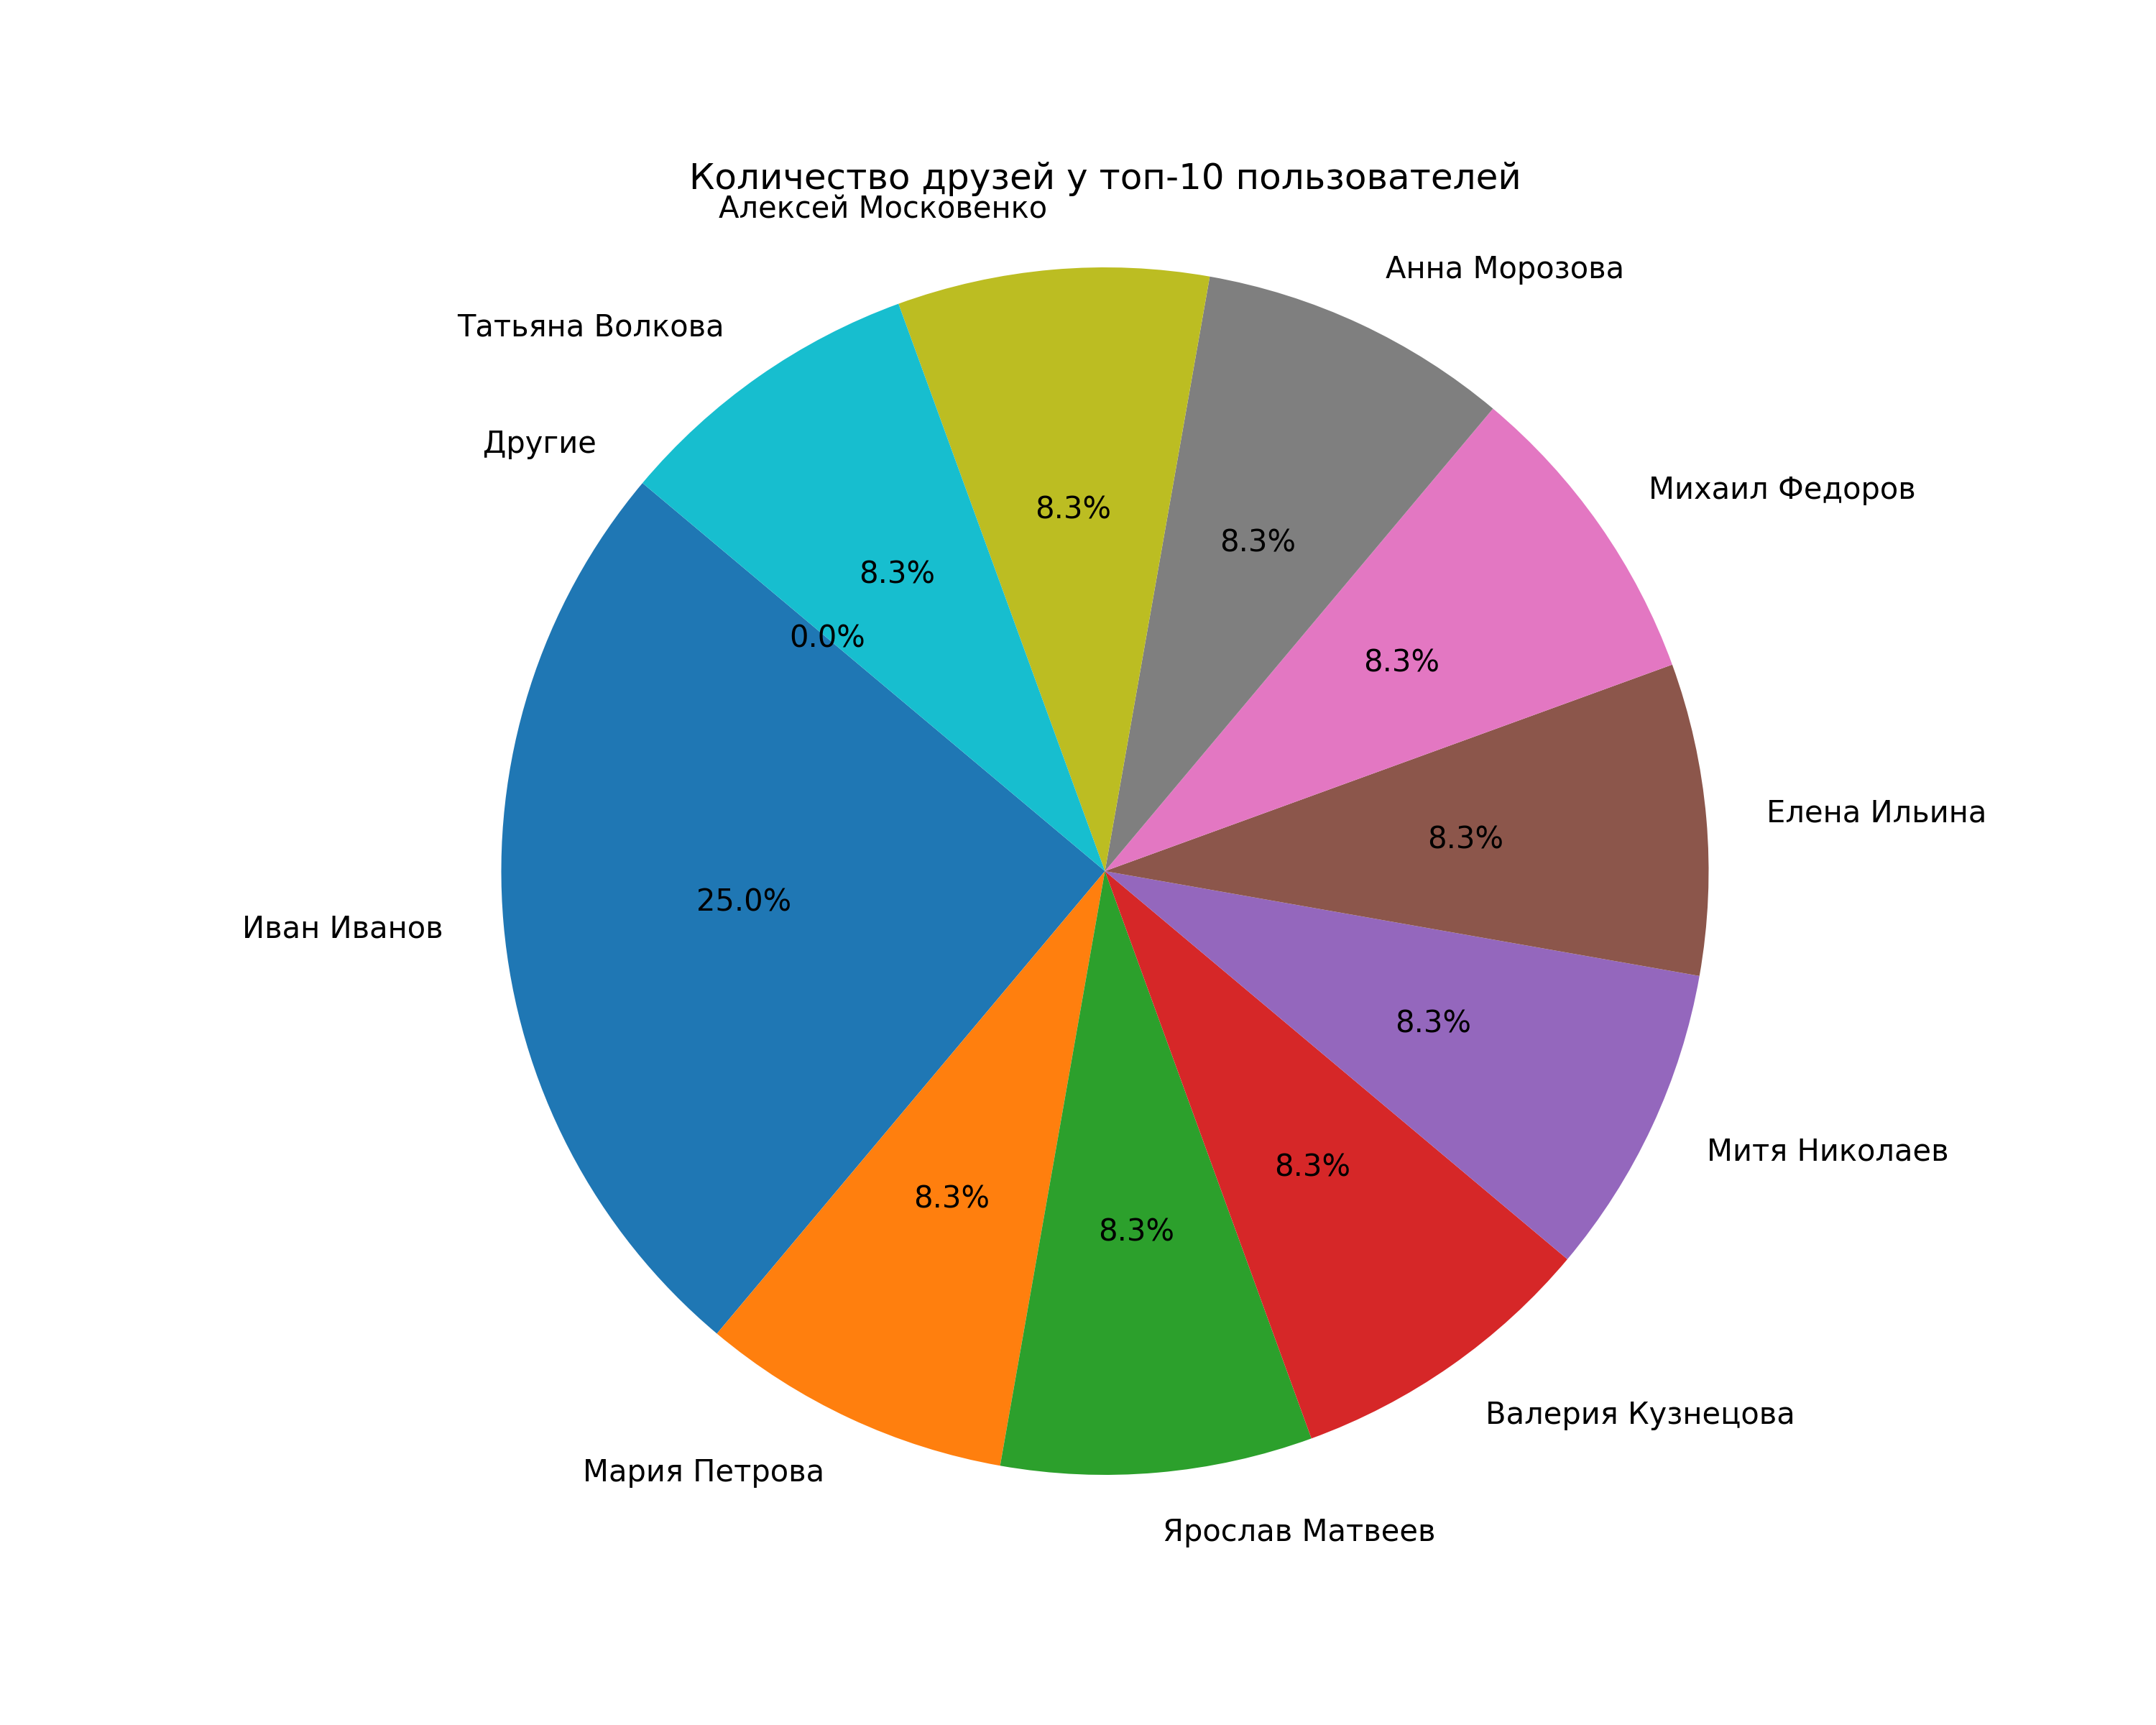 Количество друзей у топ-10 пользователей
Алексей Московенко
Анна Морозова
Татьяна Волкова
Другие
Михаил Федоров
8.3%
8.3%
8.3%
0.0%
8.3%
Елена Ильина
8.3%
25.0%
Иван Иванов
8.3%
Митя Николаев
8.3%
8.3%
8.3%
Валерия Кузнецова
Мария Петрова
Ярослав Матвеев